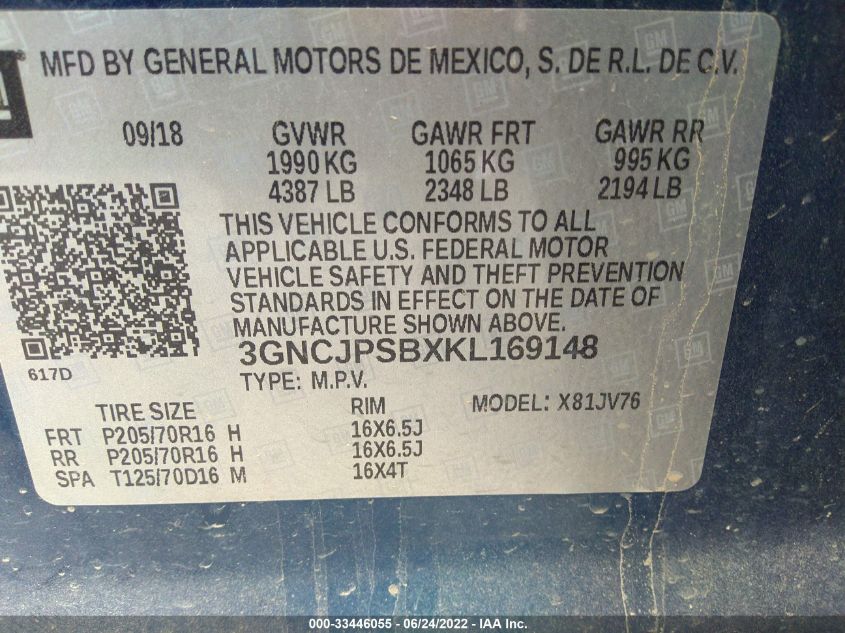 MFD BY GENERAL MOTORS DE MEXICO, S. DE R.L. DE C.V.
09/18 GVWR GAWR FRT GAWR RR
1990 KG 1065 KG 995 KG
4387 LB 2348 LB 2194 LB
THIS VEHICLE CONFORMS TO ALL
APPLICABLE U.S. FEDERAL MOTOR
VEHICLE SAFETY AND THEFT PREVENTION
STANDARDS IN EFFECT ON THE DATE OF
MANUFACTURE SHOWN ABOVE.
3GNCJPSBXKL169148
617D
TYPE: M.P.V.
TIRE SIZE RIM MODEL: X81JV76
FRT P205/70R16 H 16X6.5J
RR P205/70R16 H 16X6.5J
SPA T125/70D16 M 16X4T
000-33446055 - 06/24/2022 - IAA Inc.